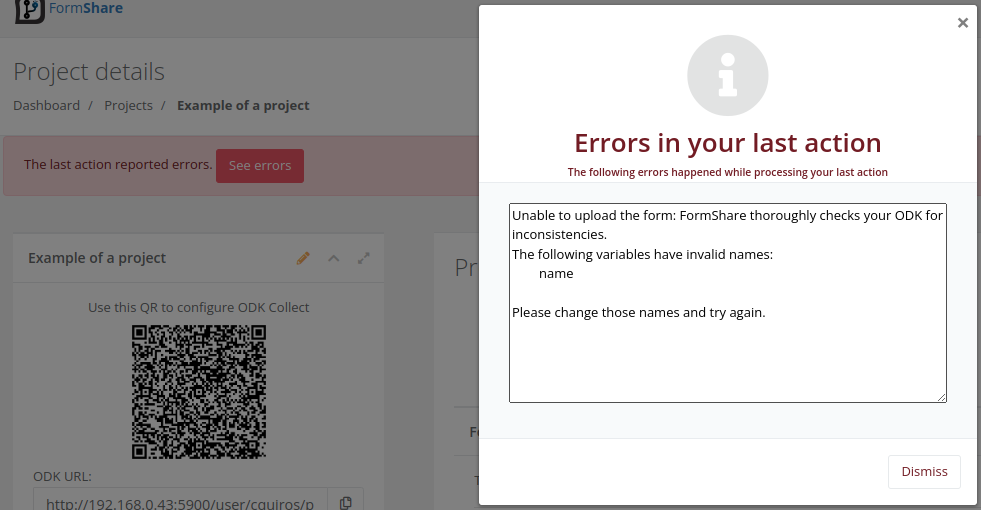 FormShare
Project details
Dashboard / Projects / Example of a project
The last action reported errors. See errors
Example of a project
Use this QR to configure ODK Collect
ODK URL:
http://192.168.0.43:5900/user/cquiros/p
Pr
×
Errors in your last action
The following errors happened while processing your last action
Unable to upload the form: FormShare thoroughly checks your ODK for
inconsistencies.
The following variables have invalid names:
name
Please change those names and try again.
Dismiss